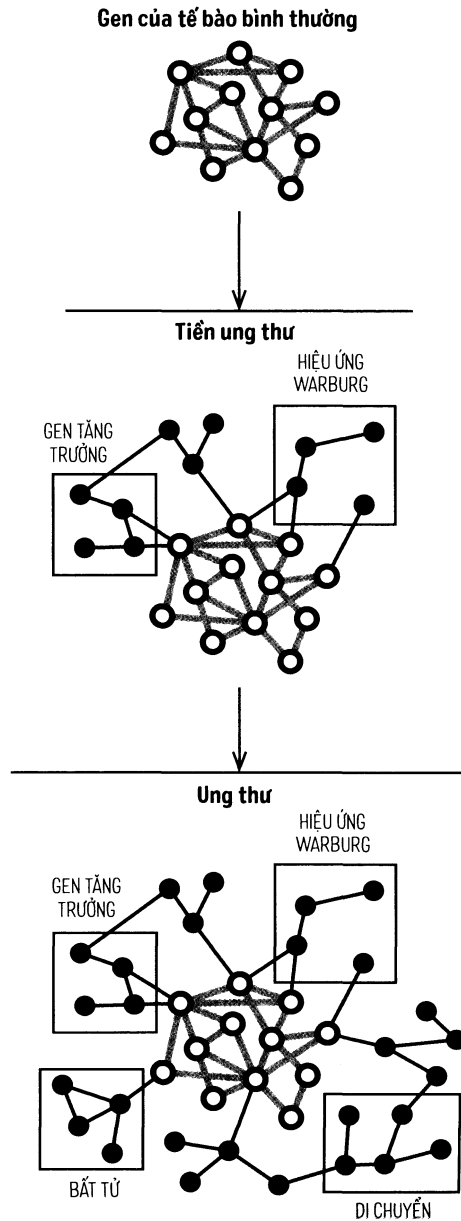 Gen của tế bào bình thường
Tiền ung thư
HIỆU ỨNG
WARBURG
GEN TĂNG
TRƯỞNG
Ung thư
HIỆU ỨNG
WARBURG
GEN TĂNG
TRƯỞNG
BẤT TỬ
DI CHUYỂN